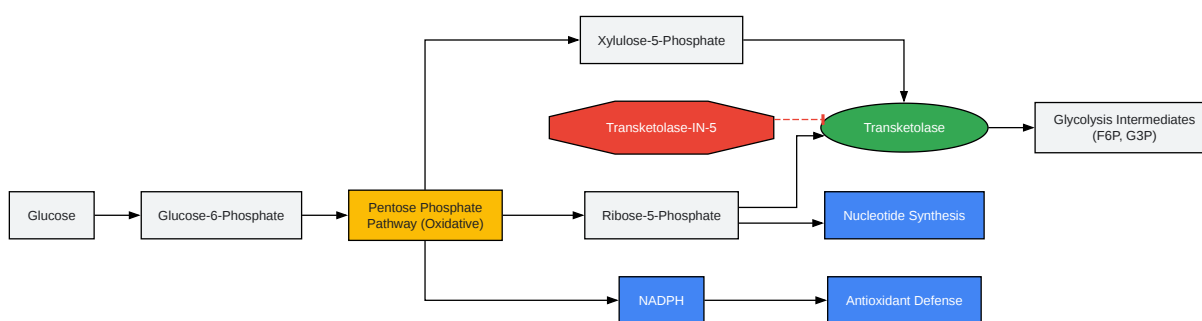 Xylulose-5-Phosphate
Transketolase-IN-5
Transketolase
Glycolysis Intermediates
(F6P, G3P)
Glucose
Glucose-6-Phosphate
Pentose Phosphate
Pathway (Oxidative)
Ribose-5-Phosphate
Nucleotide Synthesis
NADPH
Antioxidant Defense